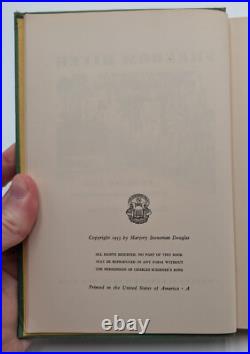 Copyright 1953 by Marjory Stoneman Douglas
ALL RIGHTS RESERVED. NO PART OF THIS BOOK
MAY BE REPRODUCED IN ANY FORM WITHOUT
THE PERMISSION OF CHARLES SCRIBNER'S SONS
Printed in the United States of America - A